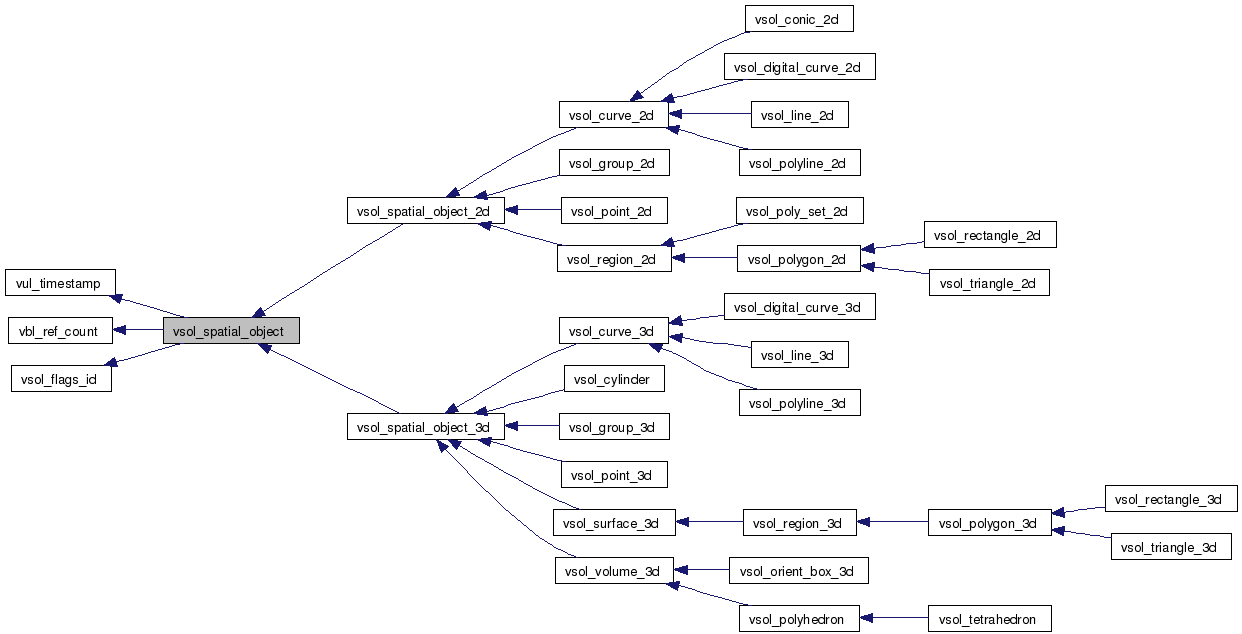 vsol_conic_2d
vsol_digital_curve_2d
vsol_curve_2d
vsol_line_2d
vsol_group_2d
vsol_polyline_2d
vsol_spatial_object_2d
vsol_point_2d
vsol_poly_set_2d
vsol_rectangle_2d
vsol_region_2d
vsol_polygon_2d
vul_timestamp
vsol_triangle_2d
vsol_digital_curve_3d
vbl_ref_count
vsol_spatial_object
vsol_curve_3d
vsol_line_3d
vsol_flags_id
vsol_cylinder
vsol_polyline_3d
vsol_spatial_object_3d
vsol_group_3d
vsol_point_3d
vsol_rectangle_3d
vsol_surface_3d
vsol_region_3d
vsol_polygon_3d
vsol_triangle_3d
vsol_volume_3d
vsol_orient_box_3d
vsol_polyhedron
vsol_tetrahedron